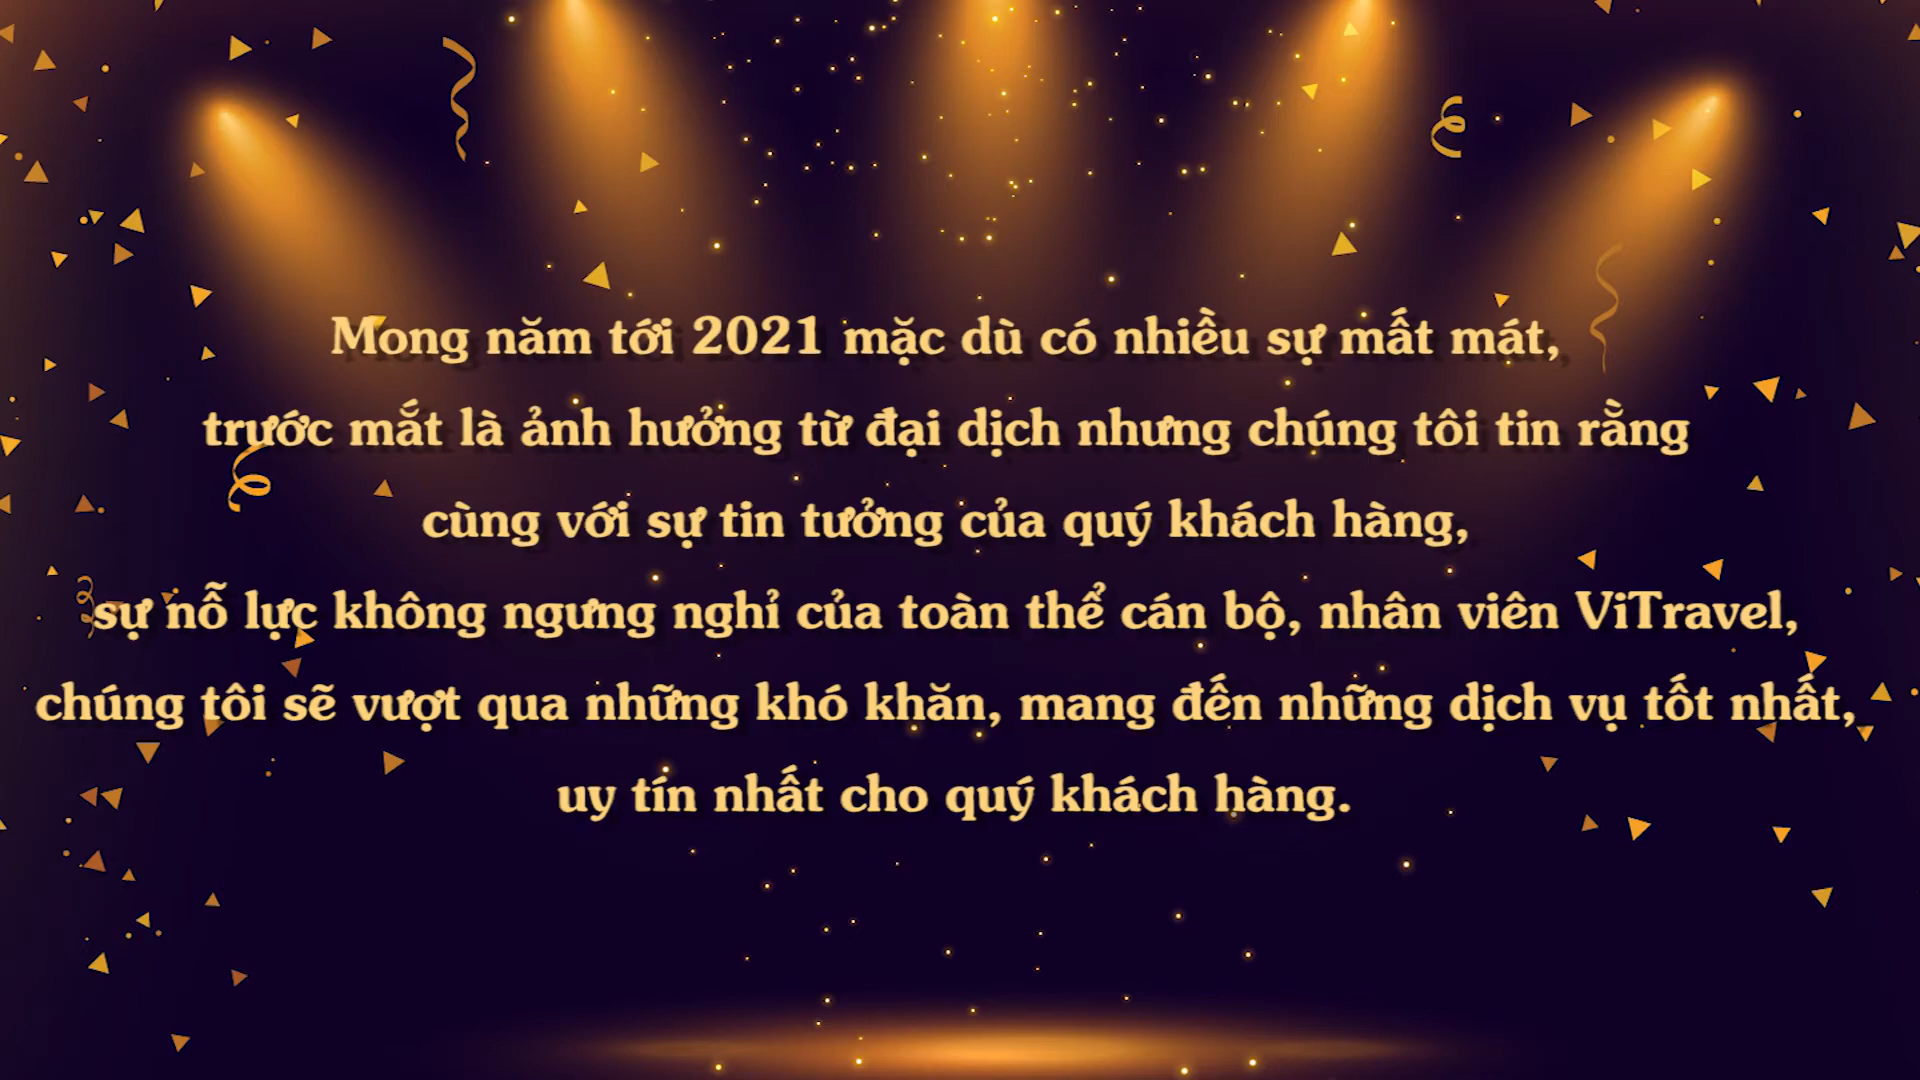 Mong năm tới 2021 mặc dù có nhiều sự mất mát,
trước mắt là ảnh hưởng từ đại dịch nhưng chúng tôi tin rằng
cùng với sự tin tưởng của quý khách hàng,
sự nỗ lực không ngưng nghỉ của toàn thể cán bộ, nhân viên ViTravel,
chúng tôi sẽ vượt qua những khó khăn, mang đến những dịch vụ tốt nhất,
uy tín nhất cho quý khách hàng.